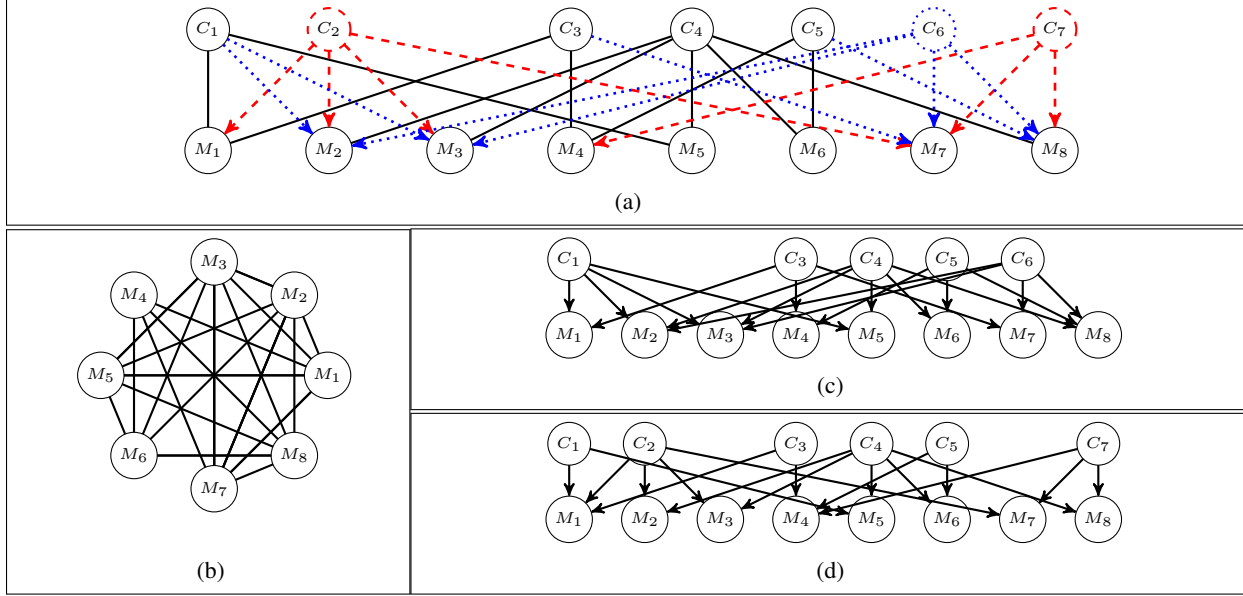 C1 C2 C3 C4 C5 C6 C7
M1 M2 M3 M4 M5 M6 M7 M8
(a)
M3
M4 M2
M5 M1
M6 M8
M7
(b)
C1 C3 C4 C5 C6
M1 M2 M3 M4 M5 M6 M7 M8
(c)
C1 C2 C3 C4 C5 C7
M1 M2 M3 M4 M5 M6 M7 M8
(d)